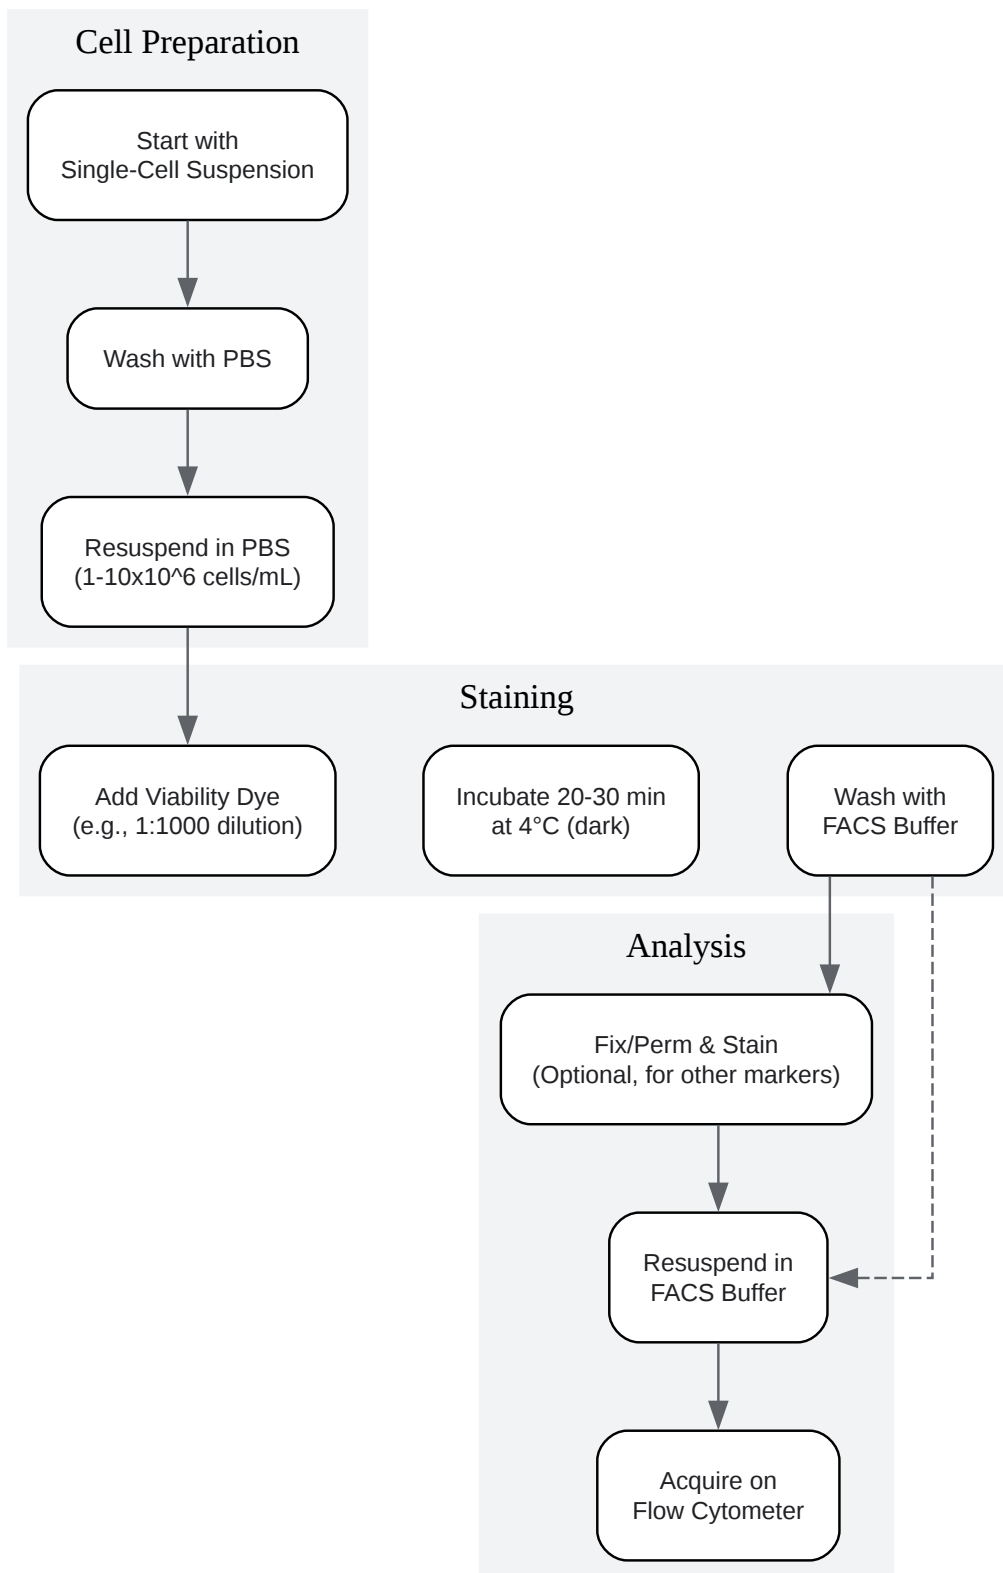 Cell Preparation
Start with
Single-Cell Suspension
Wash with PBS
Resuspend in PBS
(1-10x10^6 cells/mL)
Staining
Add Viability Dye
(e.g., 1:1000 dilution)
Incubate 20-30 min
at 4°C (dark)
Wash with
FACS Buffer
Analysis
Fix/Perm & Stain
(Optional, for other markers)
Resuspend in
FACS Buffer
Acquire on
Flow Cytometer